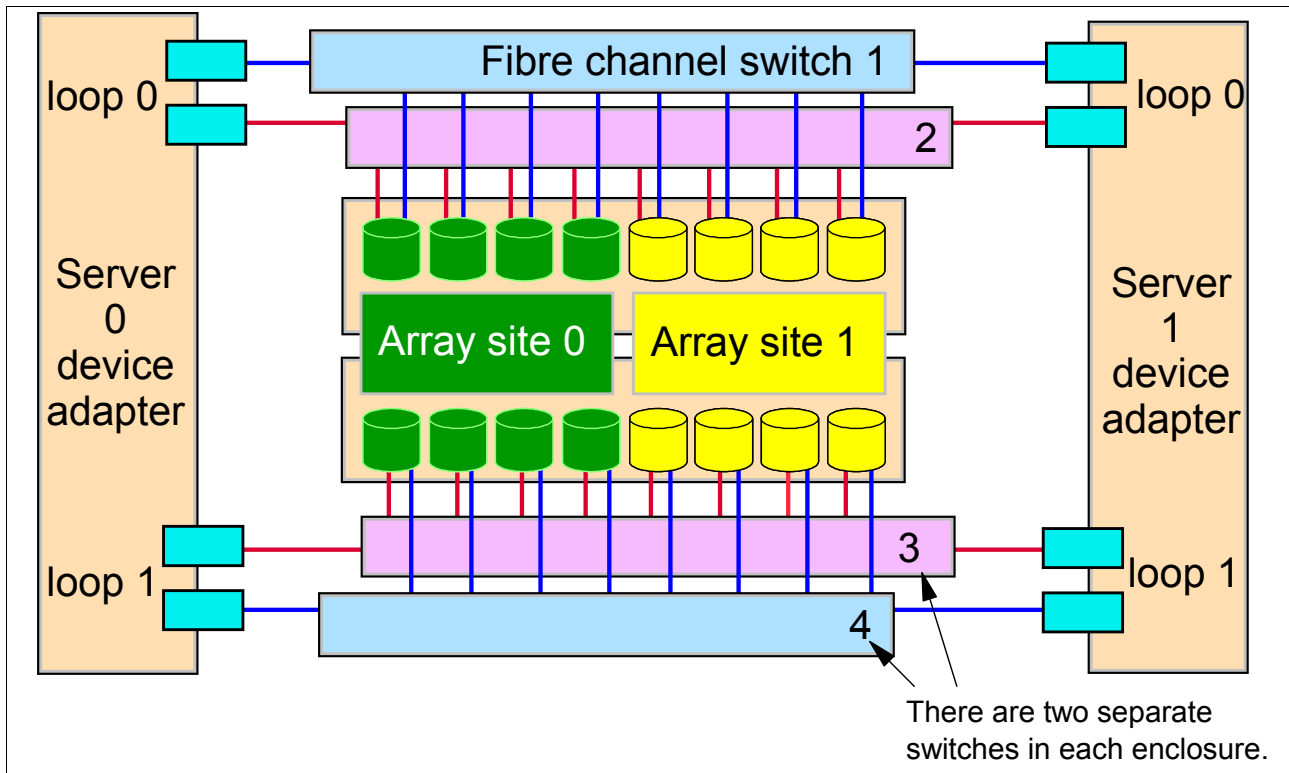 Fibre channel switch 1
loop 0
loop 0
2
Server
0
device
adapter
Array site 0
Array site 1
Server
1
device
adapter
3
loop 1
loop 1
4
There are two separate
switches in each enclosure.